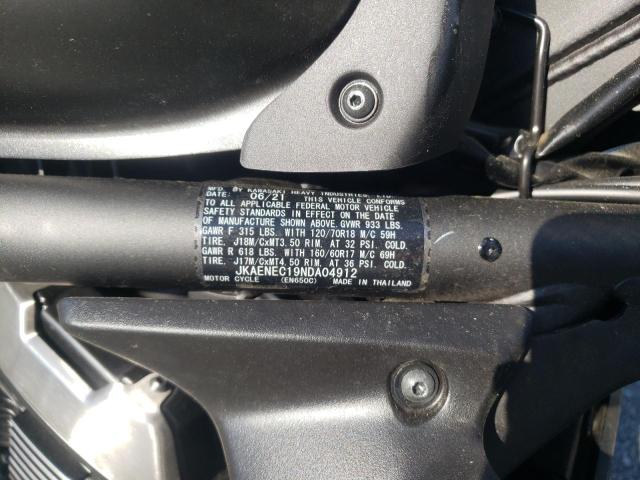 MFD. BY KAWASAKI HEAVY INDUSTRIES, LTD.
DATE: 06/21 THIS VEHICLE CONFORMS
TO ALL APPLICABLE FEDERAL MOTOR VEHICLE
SAFETY STANDARDS IN EFFECT ON THE DATE
OF MANUFACTURE SHOWN ABOVE. GVWR 933 LBS.
GAWR F 315 LBS. WITH 120/70R18 M/C 59H
TIRE. J18M/CxMT3.50 RIM. AT 32 PSI. COLD.
GAWR R 618 LBS. WITH 160/60R17 M/C 69H
TIRE. J17M/CxMT4.50 RIM. AT 36 PSI. COLD.
JKAENEC19NDA04912
MOTOR CYCLE (EN650C) MADE IN THAILAND